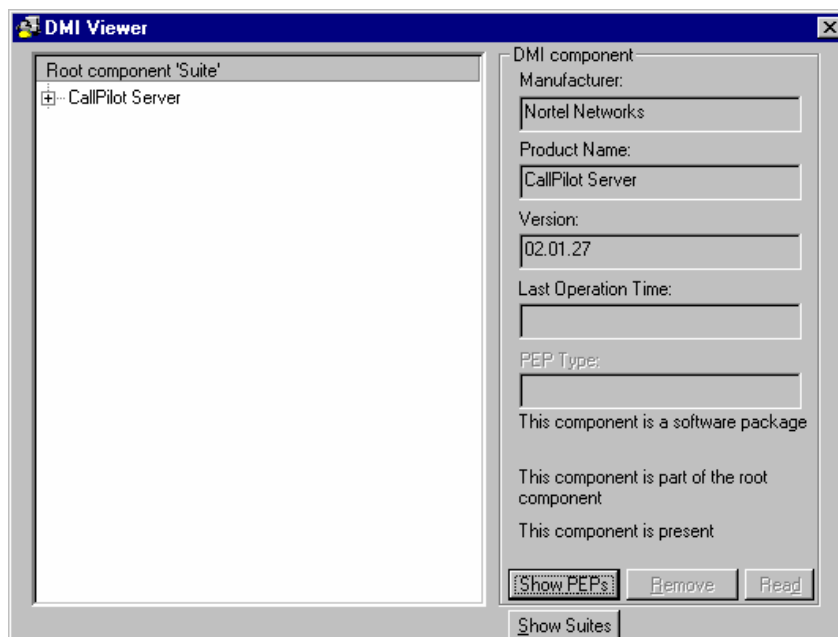 DMI Viewer
Root component 'Suite'
CallPilot Server
DMI component
Manufacturer:
Nortel Networks
Product Name:
CallPilot Server
Version:
02.01.27
Last Operation Time:
PEP Type:
This component is a software package
This component is part of the root
component
This component is present
Show PEPs Remove Read
Show Suites